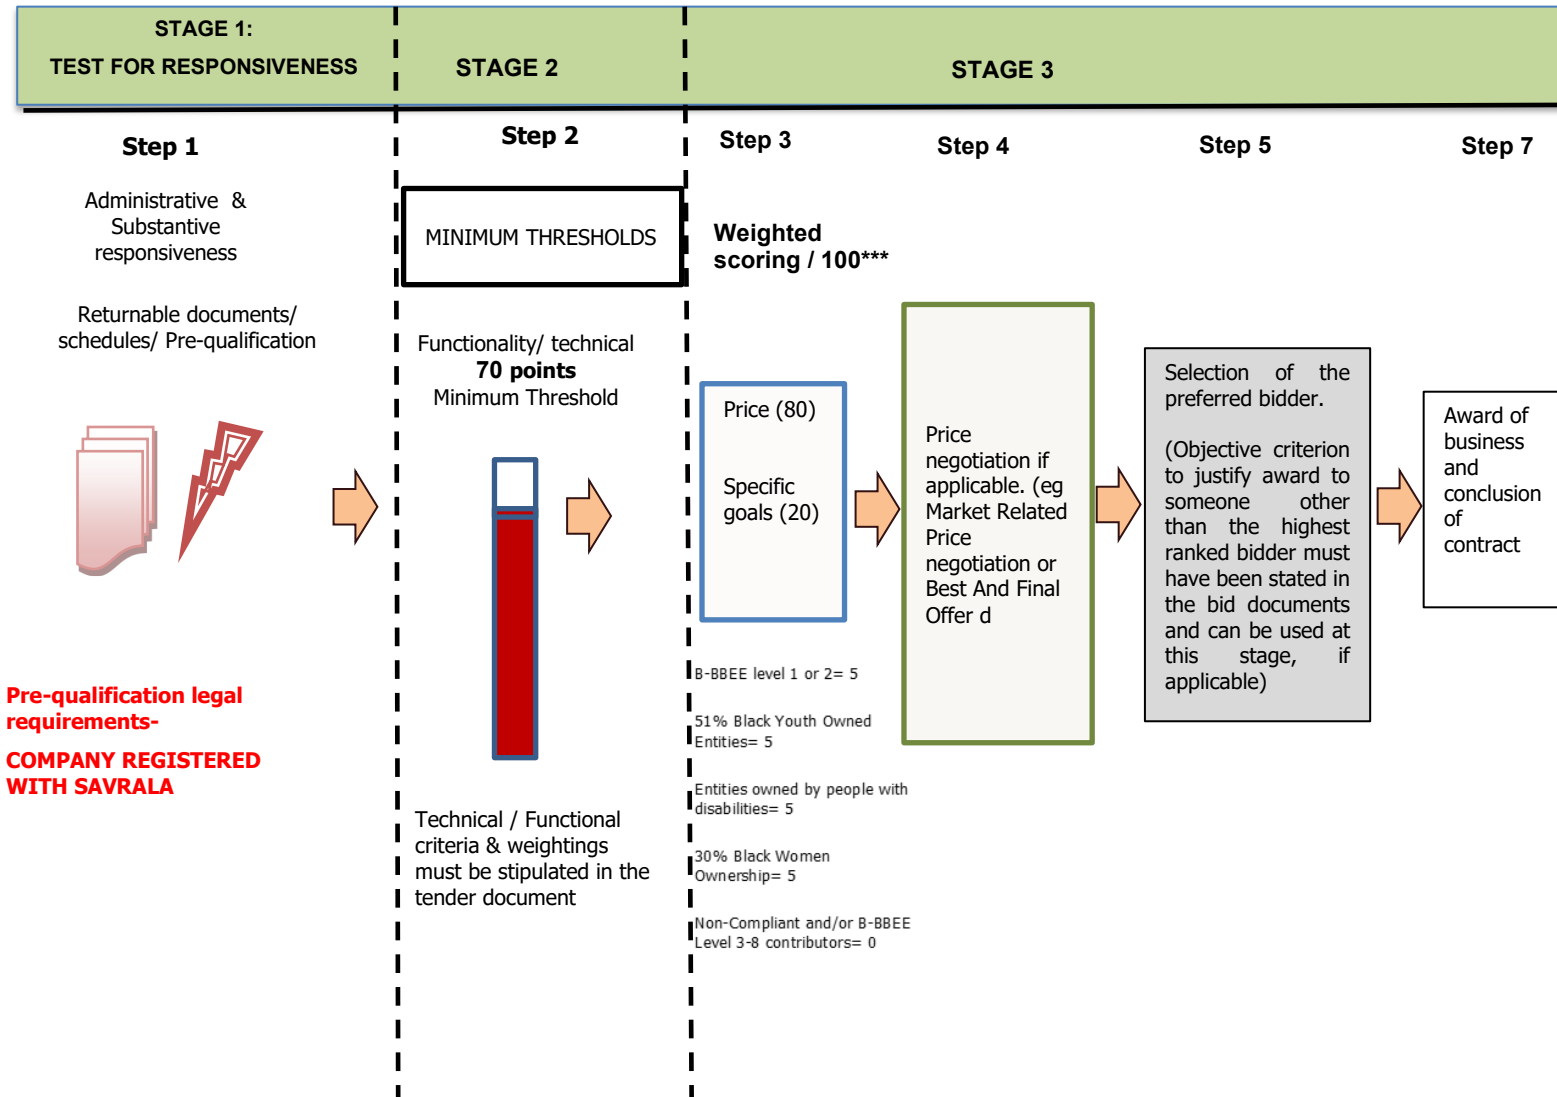 STAGE 1:
TEST FOR RESPONSIVENESS
STAGE 2
STAGE 3
Step 1
Administrative &
Substantive
responsiveness
Returnable documents/
schedules/ Pre-qualification
Pre-qualification legal
requirements-
COMPANY REGISTERED
WITH SAVRALA
Step 2
MINIMUM THRESHOLDS
Functionality/ technical
70 points
Minimum Threshold
Technical / Functional
criteria & weightings
must be stipulated in the
tender document
Step 3
Weighted
scoring / 100***
Price (80)
Specific
goals (20)
B-BBEE level 1 or 2= 5
51% Black Youth Owned
Entities= 5
Entities owned by people with
disabilities= 5
30% Black Women
Ownership= 5
Non-Compliant and/or B-BBEE
Level 3-8 contributors= 0
Step 4
Price
negotiation if
applicable. (eg
Market Related
Price
negotiation or
Best And Final
Offer d
Step 5
Selection of the
preferred bidder.
(Objective criterion
to justify award to
someone other
than the highest
ranked bidder must
have been stated in
the bid documents
and can be used at
this stage, if
applicable)
Step 7
Award of
business
and
conclusion
of
contract